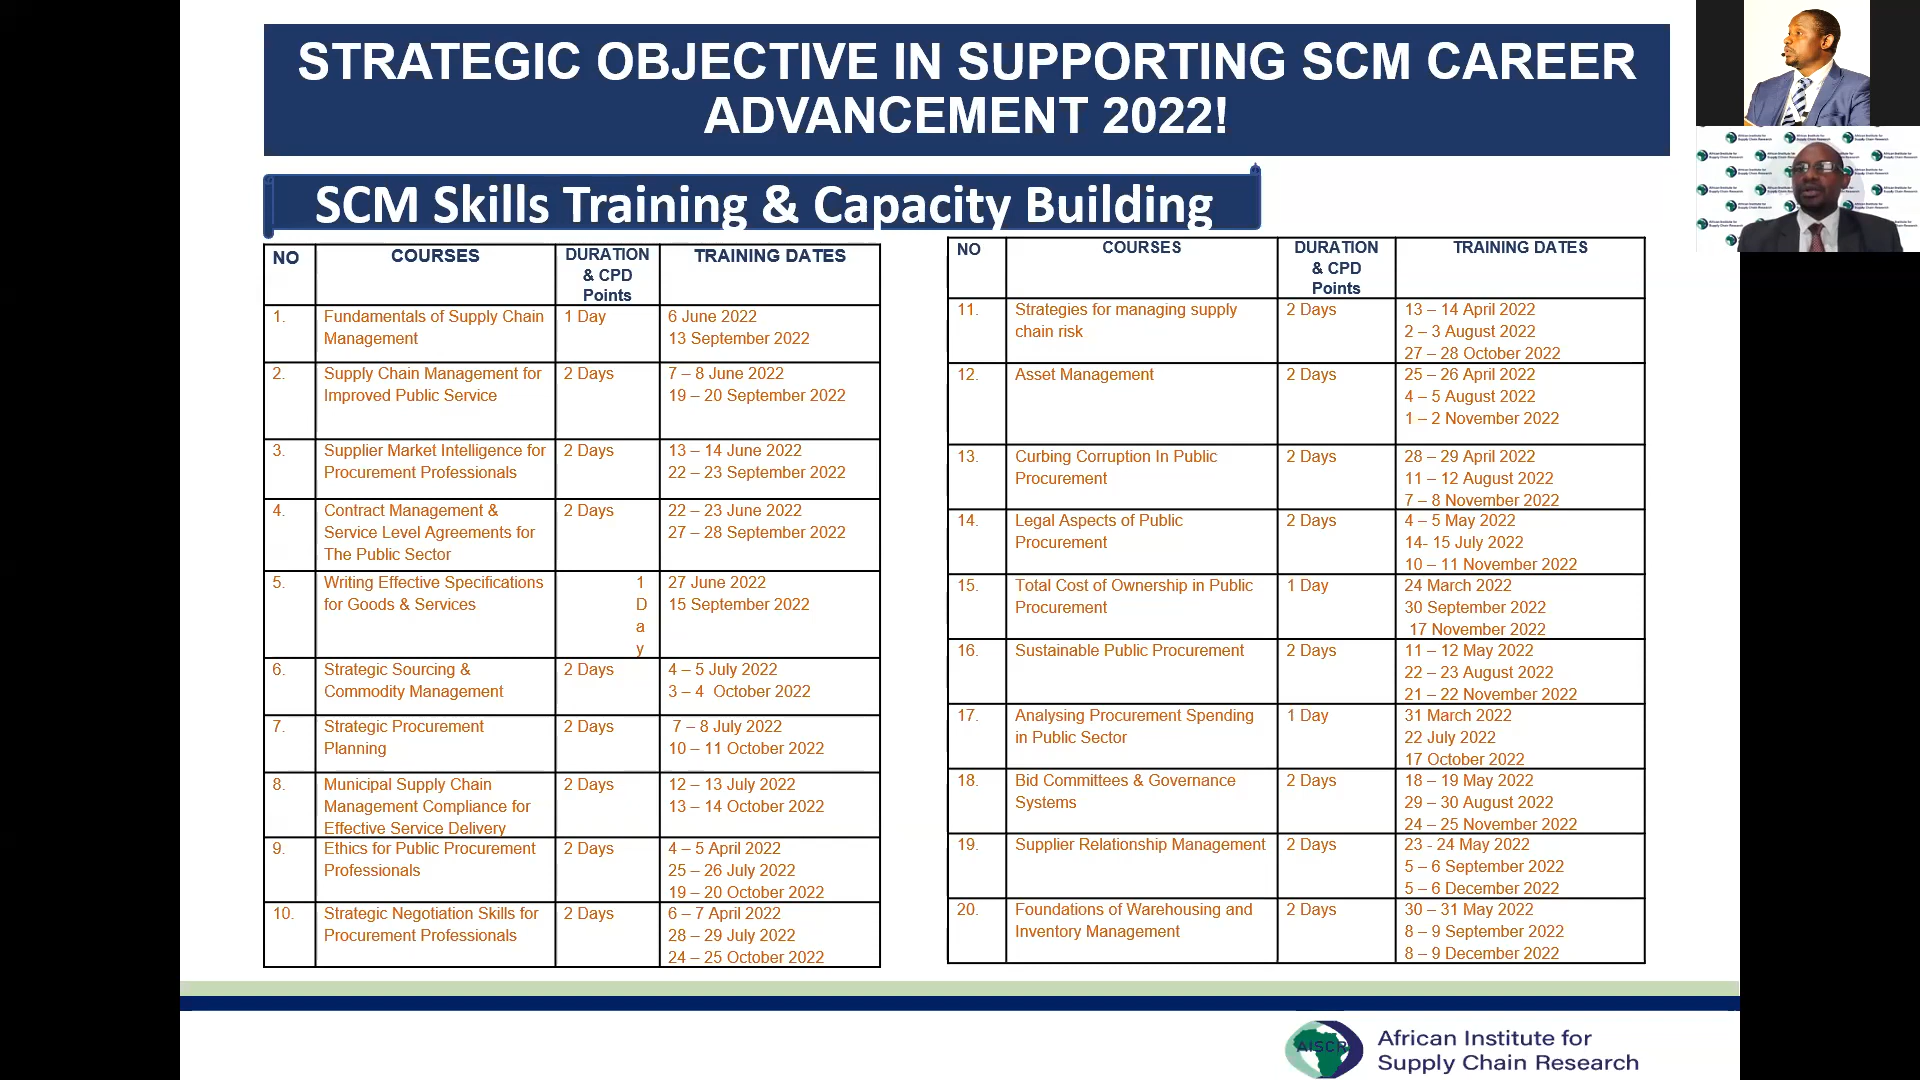 STRATEGIC OBJECTIVE IN SUPPORTING SCM CAREER
ADVANCEMENT 2022!
SCM Skills Training & Capacity Building
NO COURSES DURATION & CPD Points TRAINING DATES
1. Fundamentals of Supply Chain Management 1 Day 6 June 2022
13 September 2022
2. Supply Chain Management for Improved Public Service 2 Days 7 – 8 June 2022
19 – 20 September 2022
3. Supplier Market Intelligence for Procurement Professionals 2 Days 13 – 14 June 2022
22 – 23 September 2022
4. Contract Management & Service Level Agreements for The Public Sector 2 Days 22 – 23 June 2022
27 – 28 September 2022
5. Writing Effective Specifications for Goods & Services 1 Day 27 June 2022
15 September 2022
6. Strategic Sourcing & Commodity Management 2 Days 4 – 5 July 2022
3 – 4 October 2022
7. Strategic Procurement Planning 2 Days 7 – 8 July 2022
10 – 11 October 2022
8. Municipal Supply Chain Management Compliance for Effective Service Delivery 2 Days 12 – 13 July 2022
13 – 14 October 2022
9. Ethics for Public Procurement Professionals 2 Days 4 – 5 April 2022
25 – 26 July 2022
19 – 20 October 2022
10. Strategic Negotiation Skills for Procurement Professionals 2 Days 6 – 7 April 2022
28 – 29 July 2022
24 – 25 October 2022
NO COURSES DURATION & CPD Points TRAINING DATES
11. Strategies for managing supply chain risk 2 Days 13 – 14 April 2022
2 – 3 August 2022
27 – 28 October 2022
12. Asset Management 2 Days 25 – 26 April 2022
4 – 5 August 2022
1 – 2 November 2022
13. Curbing Corruption In Public Procurement 2 Days 28 – 29 April 2022
11 – 12 August 2022
7 – 8 November 2022
14. Legal Aspects of Public Procurement 2 Days 4 – 5 May 2022
14- 15 July 2022
10 – 11 November 2022
15. Total Cost of Ownership in Public Procurement 1 Day 24 March 2022
30 September 2022
17 November 2022
16. Sustainable Public Procurement 2 Days 11 – 12 May 2022
22 – 23 August 2022
21 – 22 November 2022
17. Analysing Procurement Spending in Public Sector 1 Day 31 March 2022
22 July 2022
17 October 2022
18. Bid Committees & Governance Systems 2 Days 18 – 19 May 2022
29 – 30 August 2022
24 – 25 November 2022
19. Supplier Relationship Management 2 Days 23 - 24 May 2022
5 – 6 September 2022
5 – 6 December 2022
20. Foundations of Warehousing and Inventory Management 2 Days 30 – 31 May 2022
8 – 9 September 2022
8 – 9 December 2022
AISCR
African Institute for
Supply Chain Research